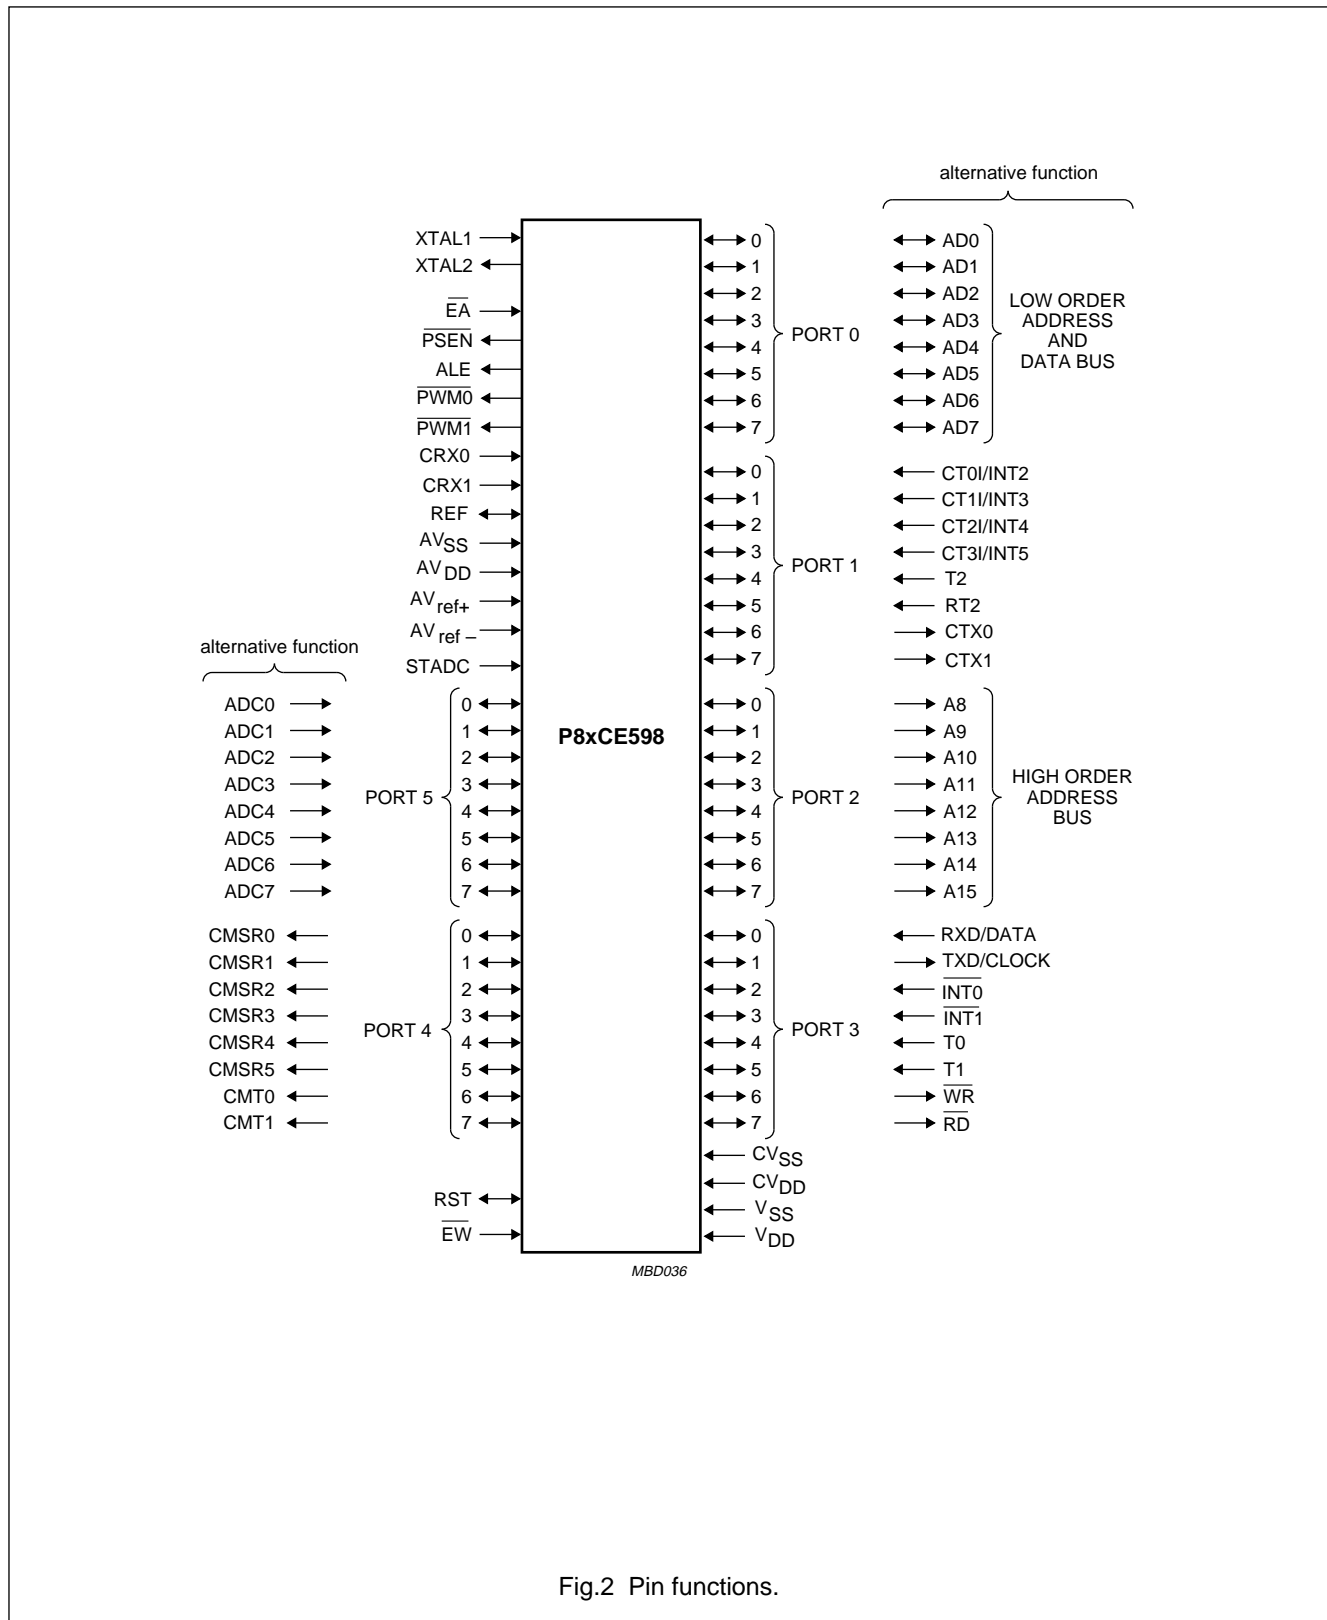 alternative function
XTAL1
XTAL2
EA
PSEN
ALE
PWM0
PWM1
CRX0
CRX1
REF
AVSS
AVDD
AVref+
AVref –
STADC
alternative function
ADC0
ADC1
ADC2
ADC3
ADC4
ADC5
ADC6
ADC7
PORT 5
0
1
2
3
4
5
6
7
CMSR0
CMSR1
CMSR2
CMSR3
CMSR4
CMSR5
CMT0
CMT1
PORT 4
0
1
2
3
4
5
6
7
RST
EW
P8xCE598
0
1
2
3
4
5
6
7
PORT 0
AD0
AD1
AD2
AD3
AD4
AD5
AD6
AD7
LOW ORDER
ADDRESS
AND
DATA BUS
0
1
2
3
4
5
6
7
PORT 1
CT0I/INT2
CT1I/INT3
CT2I/INT4
CT3I/INT5
T2
RT2
CTX0
CTX1
0
1
2
3
4
5
6
7
PORT 2
A8
A9
A10
A11
A12
A13
A14
A15
HIGH ORDER
ADDRESS
BUS
0
1
2
3
4
5
6
7
PORT 3
RXD/DATA
TXD/CLOCK
INT0
INT1
T0
T1
WR
RD
CVSS
CVDD
VSS
VDD
MBD036
Fig.2 Pin functions.